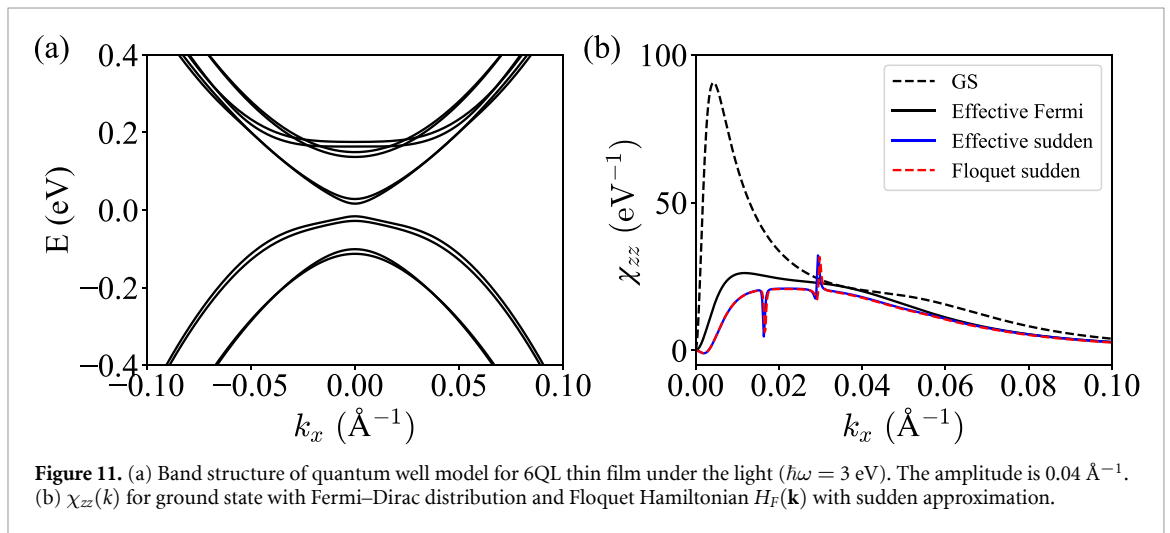 (a)
0.4
0.2
0.0
−0.2
−0.4
E (eV)
−0.10
−0.05
0.00
0.05
0.10
kₓ (Å⁻¹)
(b)
100
50
0
χ_zz (eV⁻¹)
GS
Effective Fermi
Effective sudden
Floquet sudden
0.00
0.02
0.04
0.06
0.08
0.10
kₓ (Å⁻¹)
Figure 11. (a) Band structure of quantum well model for 6QL thin film under the light (ℏω = 3 eV). The amplitude is 0.04 Å⁻¹.
(b) χ_zz(k) for ground state with Fermi–Dirac distribution and Floquet Hamiltonian H_F(k) with sudden approximation.